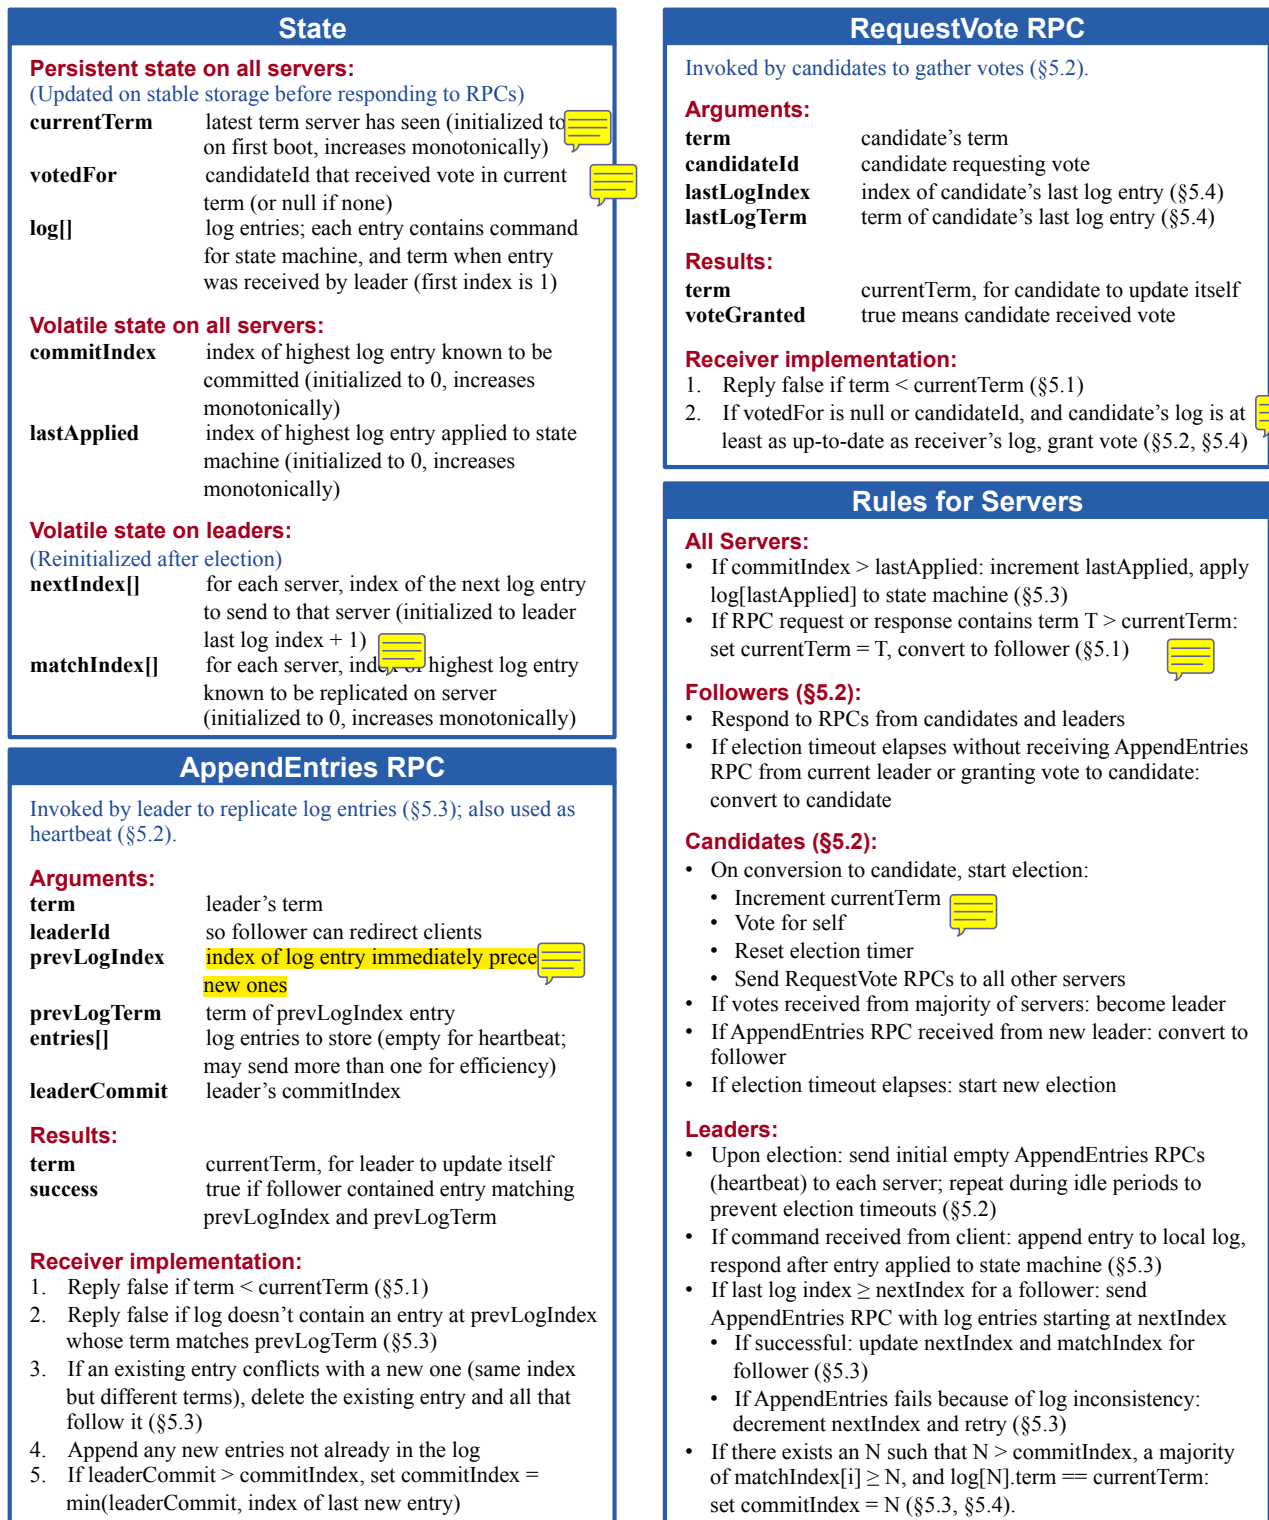 State
Persistent state on all servers:
(Updated on stable storage before responding to RPCs)
currentTerm latest term server has seen (initialized to
on first boot, increases monotonically)
votedFor candidateId that received vote in current
term (or null if none)
log[] log entries; each entry contains command
for state machine, and term when entry
was received by leader (first index is 1)
Volatile state on all servers:
commitIndex index of highest log entry known to be
committed (initialized to 0, increases
monotonically)
lastApplied index of highest log entry applied to state
machine (initialized to 0, increases
monotonically)
Volatile state on leaders:
(Reinitialized after election)
nextIndex[] for each server, index of the next log entry
to send to that server (initialized to leader
last log index + 1)
matchIndex[] for each server, highest log entry
known to be replicated on server
(initialized to 0, increases monotonically)
AppendEntries RPC
Invoked by leader to replicate log entries (§5.3); also used as
heartbeat (§5.2).
Arguments:
term leader’s term
leaderId so follower can redirect clients
prevLogIndex index of log entry immediately
new ones
prevLogTerm term of prevLogIndex entry
entries[] log entries to store (empty for heartbeat;
may send more than one for efficiency)
leaderCommit leader’s commitIndex
Results:
term currentTerm, for leader to update itself
success true if follower contained entry matching
prevLogIndex and prevLogTerm
Receiver implementation:
1. Reply false if term < currentTerm (§5.1)
2. Reply false if log doesn’t contain an entry at prevLogIndex
whose term matches prevLogTerm (§5.3)
3. If an existing entry conflicts with a new one (same index
but different terms), delete the existing entry and all that
follow it (§5.3)
4. Append any new entries not already in the log
5. If leaderCommit > commitIndex, set commitIndex =
min(leaderCommit, index of last new entry)
RequestVote RPC
Invoked by candidates to gather votes (§5.2).
Arguments:
term candidate’s term
candidateId candidate requesting vote
lastLogIndex index of candidate’s last log entry (§5.4)
lastLogTerm term of candidate’s last log entry (§5.4)
Results:
term currentTerm, for candidate to update itself
voteGranted true means candidate received vote
Receiver implementation:
1. Reply false if term < currentTerm (§5.1)
2. If votedFor is null or candidateId, and candidate’s log is at
least as up-to-date as receiver’s log, grant vote (§5.2, §5.4)
Rules for Servers
All Servers:
• If commitIndex > lastApplied: increment lastApplied, apply
log[lastApplied] to state machine (§5.3)
• If RPC request or response contains term T > currentTerm:
set currentTerm = T, convert to follower (§5.1)
Followers (§5.2):
• Respond to RPCs from candidates and leaders
• If election timeout elapses without receiving AppendEntries
RPC from current leader or granting vote to candidate:
convert to candidate
Candidates (§5.2):
• On conversion to candidate, start election:
• Increment currentTerm
• Vote for self
• Reset election timer
• Send RequestVote RPCs to all other servers
• If votes received from majority of servers: become leader
• If AppendEntries RPC received from new leader: convert to
follower
• If election timeout elapses: start new election
Leaders:
• Upon election: send initial empty AppendEntries RPCs
(heartbeat) to each server; repeat during idle periods to
prevent election timeouts (§5.2)
• If command received from client: append entry to local log,
respond after entry applied to state machine (§5.3)
• If last log index ≥ nextIndex for a follower: send
AppendEntries RPC with log entries starting at nextIndex
• If successful: update nextIndex and matchIndex for
follower (§5.3)
• If AppendEntries fails because of log inconsistency:
decrement nextIndex and retry (§5.3)
• If there exists an N such that N > commitIndex, a majority
of matchIndex[i] ≥ N, and log[N].term == currentTerm:
set commitIndex = N (§5.3, §5.4).